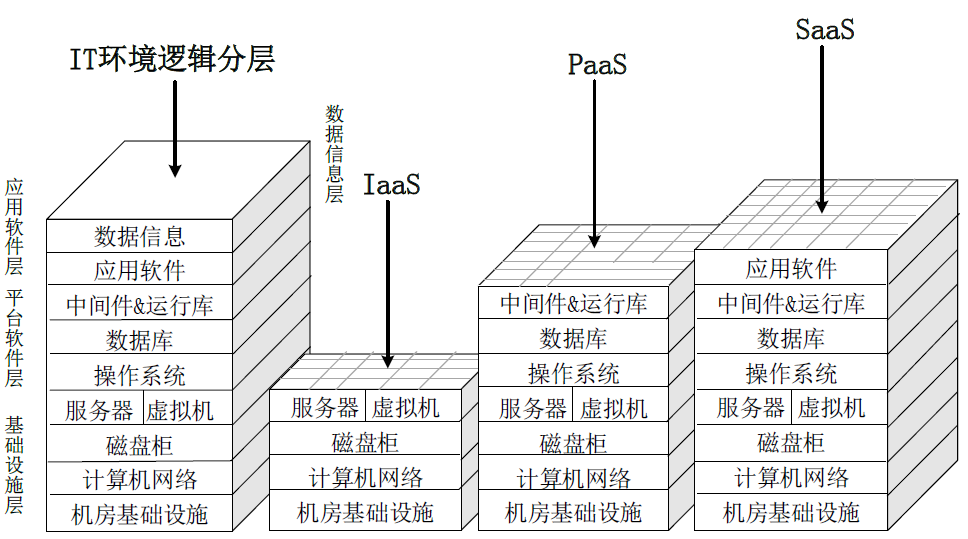 IT环境逻辑分层
数据信息
应用软件
中间件&运行库
数据库
操作系统
服务器 虚拟机
磁盘柜
计算机网络
机房基础设施
应用软件层
平台软件层
基础设施层
数据信息层
IaaS
服务器 虚拟机
磁盘柜
计算机网络
机房基础设施
PaaS
中间件&运行库
数据库
操作系统
服务器 虚拟机
磁盘柜
计算机网络
机房基础设施
SaaS
应用软件
中间件&运行库
数据库
操作系统
服务器 虚拟机
磁盘柜
计算机网络
机房基础设施